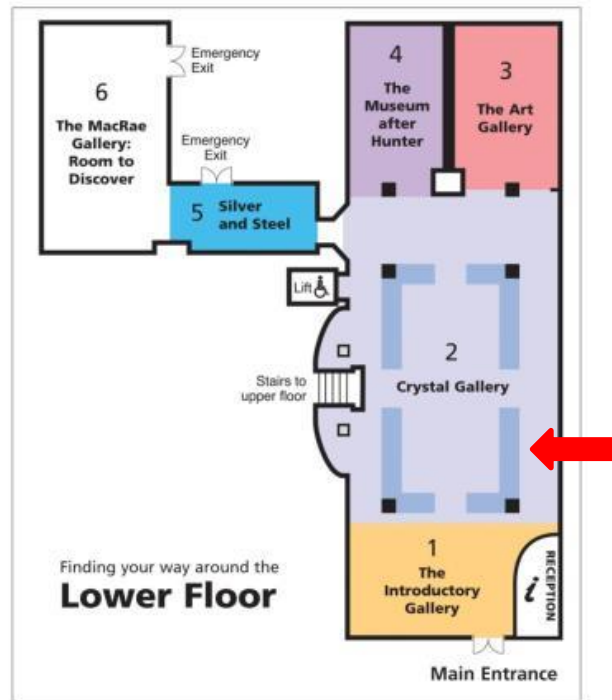 6
The MacRae
Gallery:
Room to
Discover
Emergency
Exit
Emergency
Exit
5
Silver
and Steel
4
The
Museum
after
Hunter
3
The Art
Gallery
Lift
2
Crystal Gallery
Stairs to
upper floor
1
The
Introductory
Gallery
i
RECEPTION
Finding your way around the
Lower Floor
Main Entrance